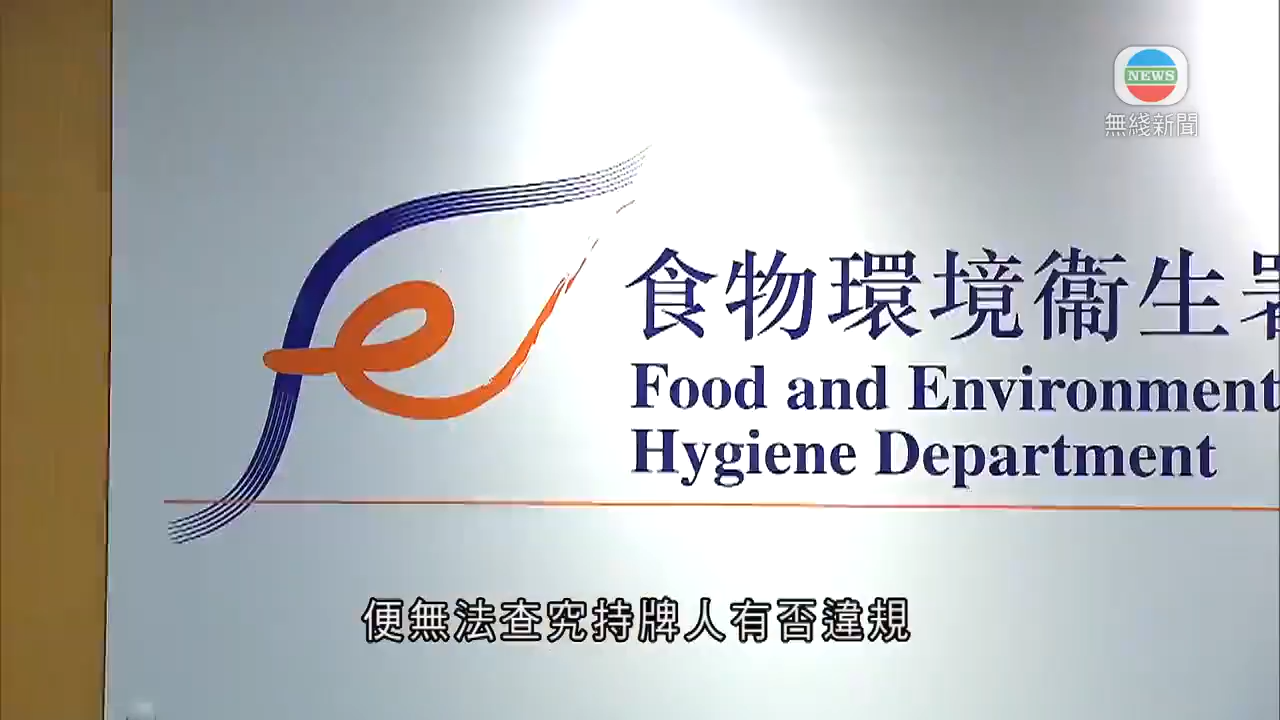 NEWS
無綫新聞
食物環境衞生署
Food and Environment
Hygiene Department
便無法查究持牌人有否違規